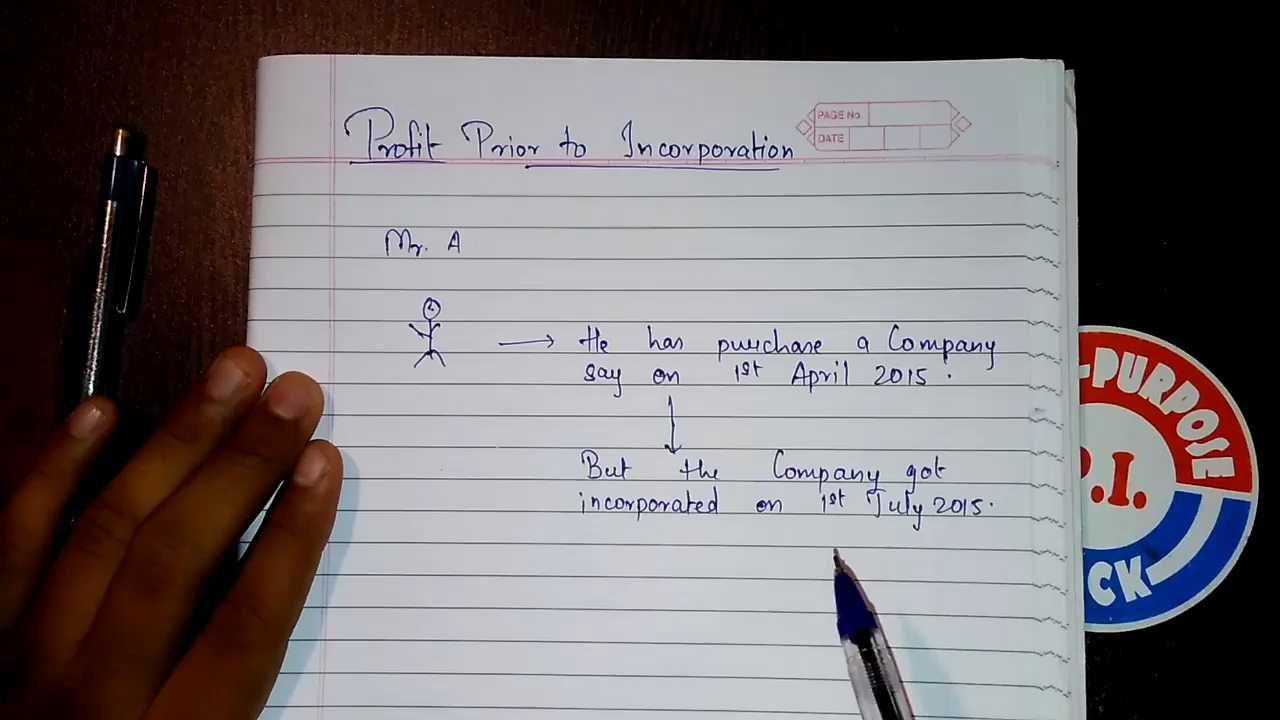 Profit Prior to Incorporation
PAGE No.
DATE
Mr. A
He has purchase a Company
say on 1st April 2015.
But the Company got
incorporated on 1st July 2015.
-PURPOSE
P.I.
CK